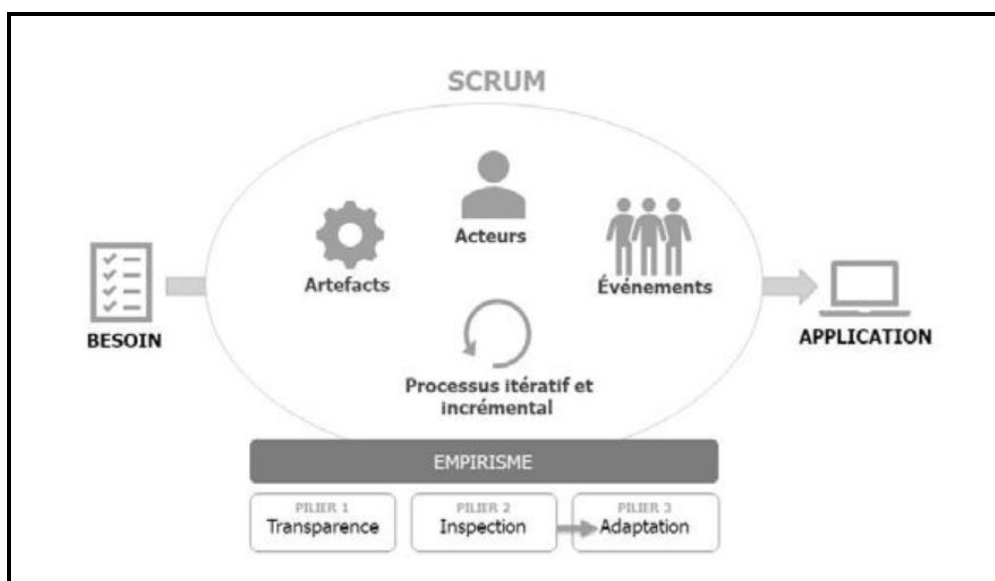 SCRUM
Acteurs
Artefacts
Événements
BESOIN
APPLICATION
Processus itératif et
incrémental
EMPIRISME
PILIER 1
Transparence
PILIER 2
Inspection
PILIER 3
Adaptation